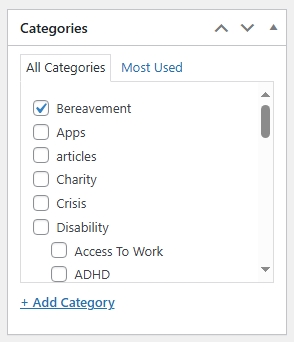 Categories
All Categories
Most Used
Bereavement
Apps
articles
Charity
Crisis
Disability
Access To Work
ADHD
+ Add Category